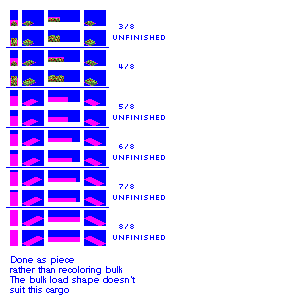 3/8
UNFINISHED
4/8
5/8
UNFINISHED
6/8
UNFINISHED
7/8
UNFINISHED
8/8
UNFINISHED
Done as piece
rather than recoloring bulk
The bulk load shape doesn't
suit this cargo